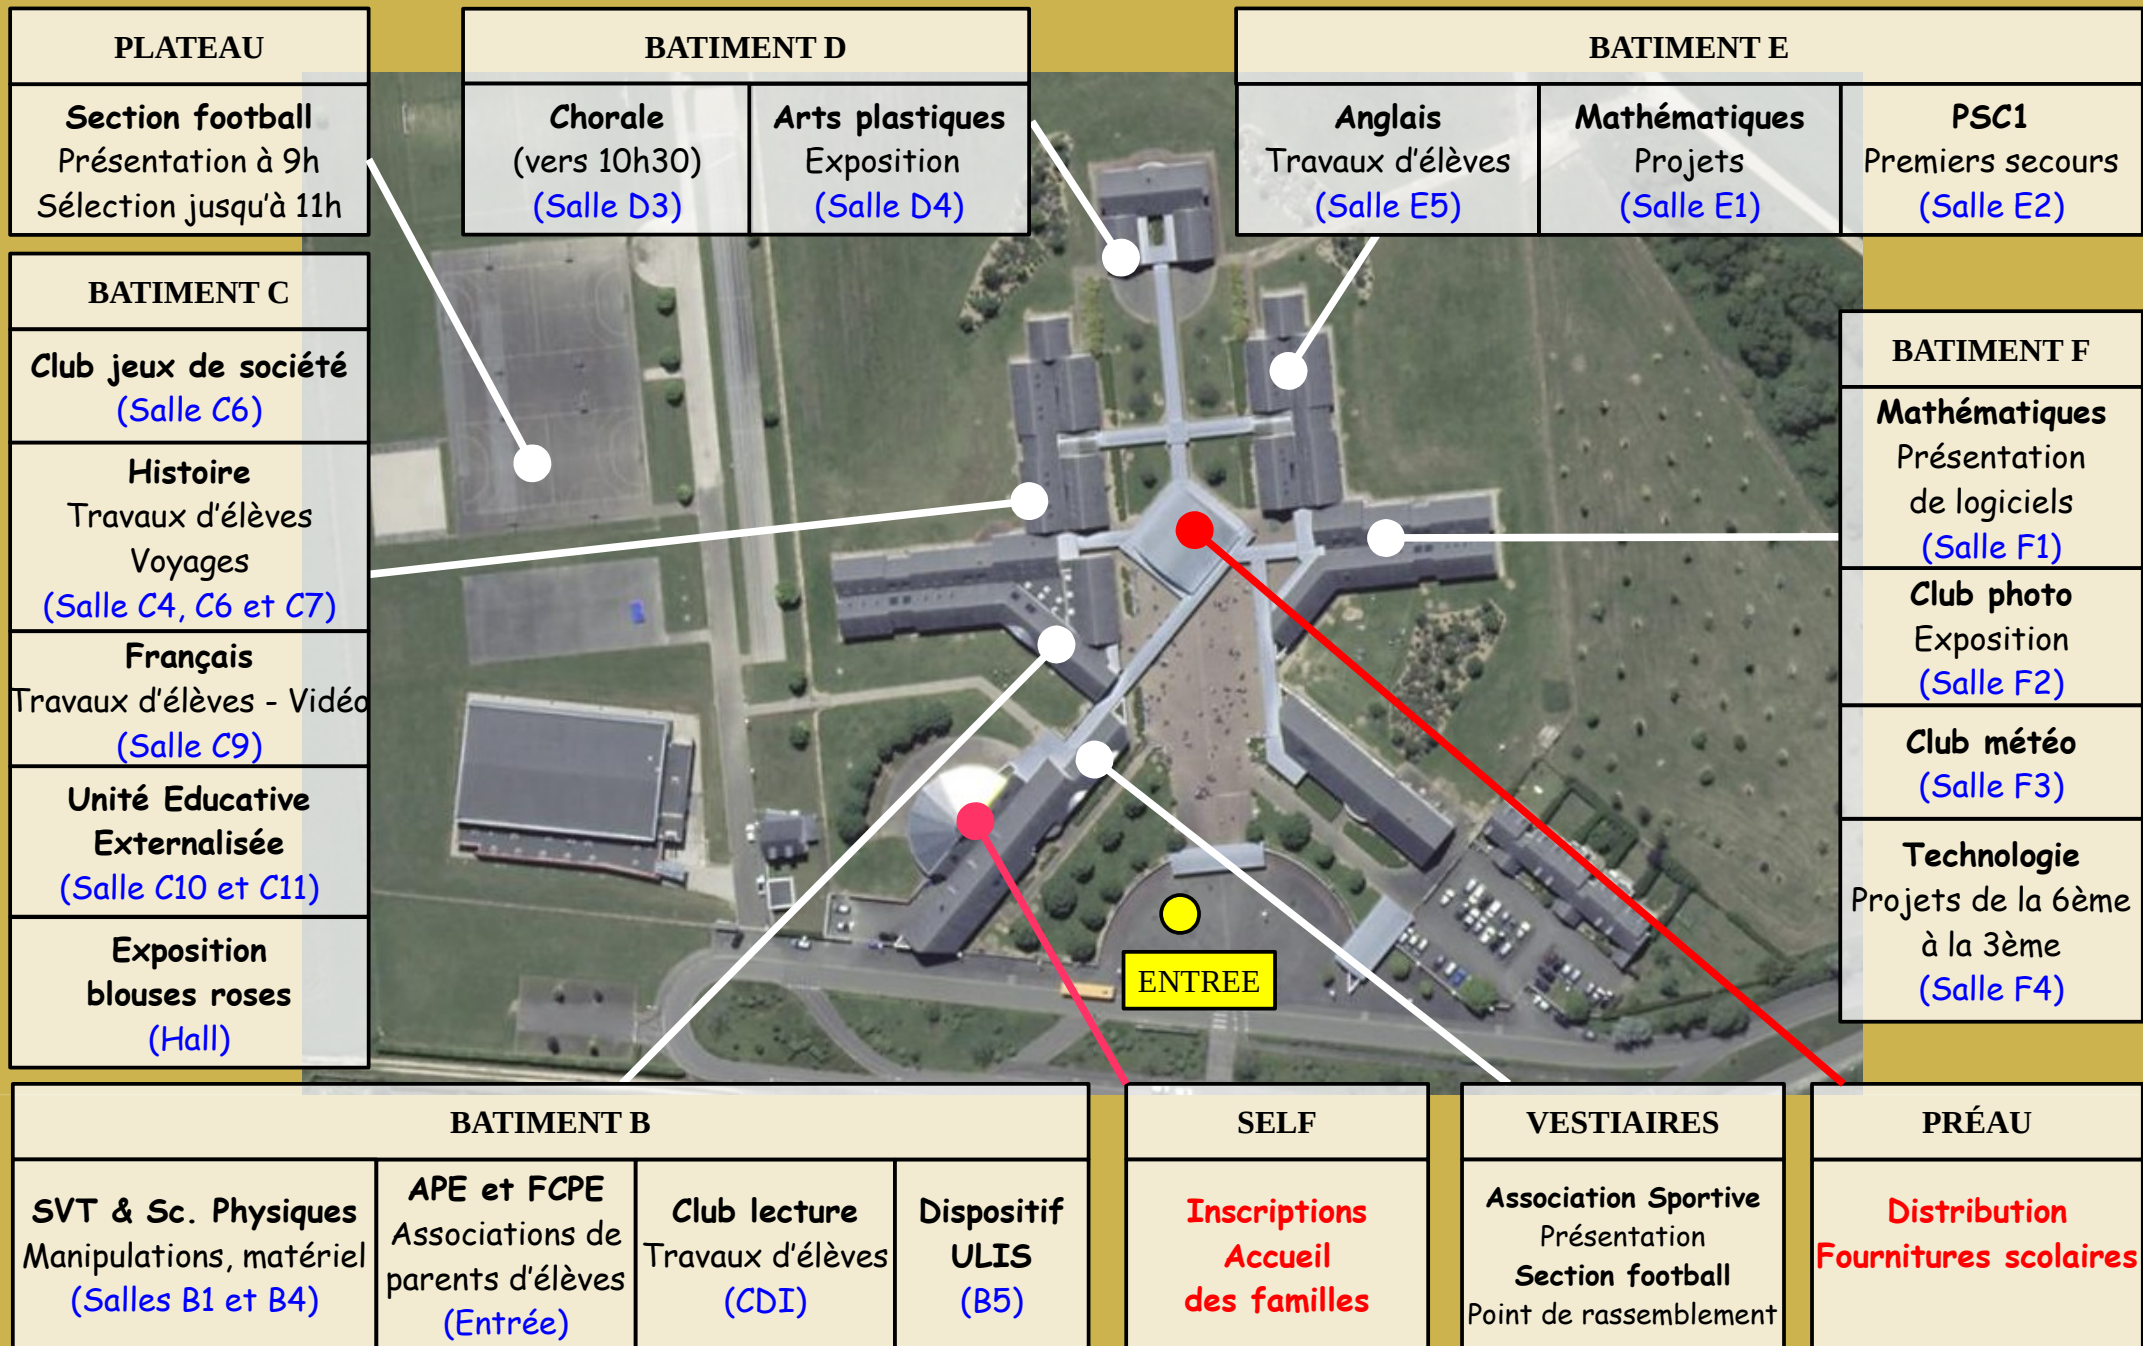 PLATEAU
Section football
Présentation à 9h
Sélection jusqu'à 11h
BATIMENT D
Chorale
(vers 10h30)
(Salle D3)
Arts plastiques
Exposition
(Salle D4)
BATIMENT E
Anglais
Travaux d'élèves
(Salle E5)
Mathématiques
Projets
(Salle E1)
PSC1
Premiers secours
(Salle E2)
BATIMENT C
Club jeux de société
(Salle C6)
Histoire
Travaux d'élèves
Voyages
(Salle C4, C6 et C7)
Français
Travaux d'élèves - Vidéo
(Salle C9)
Unité Educative
Externalisée
(Salle C10 et C11)
Exposition
blouses roses
(Hall)
BATIMENT F
Mathématiques
Présentation
de logiciels
(Salle F1)
Club photo
Exposition
(Salle F2)
Club météo
(Salle F3)
Technologie
Projets de la 6ème
à la 3ème
(Salle F4)
ENTREE
BATIMENT B
SVT & Sc. Physiques
Manipulations, matériel
(Salles B1 et B4)
APE et FCPE
Associations de
parents d'élèves
(Entrée)
Club lecture
Travaux d'élèves
(CDI)
Dispositif
ULIS
(B5)
SELF
Inscriptions
Accueil
des familles
VESTIAIRES
Association Sportive
Présentation
Section football
Point de rassemblement
PRÉAU
Distribution
Fournitures scolaires